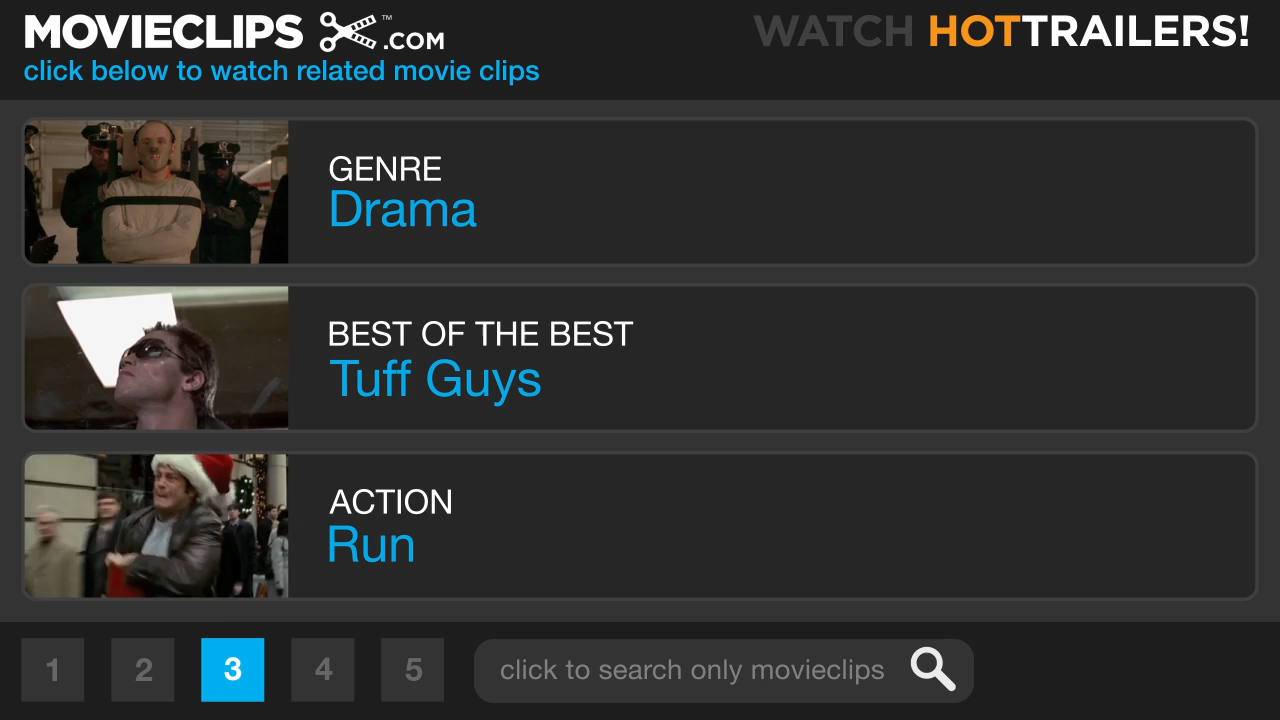 MOVIECLIPS ™ .COM
WATCH HOTTRAILERS!
click below to watch related movie clips
GENRE
Drama
BEST OF THE BEST
Tuff Guys
ACTION
Run
1 2 3 4 5 click to search only movieclips